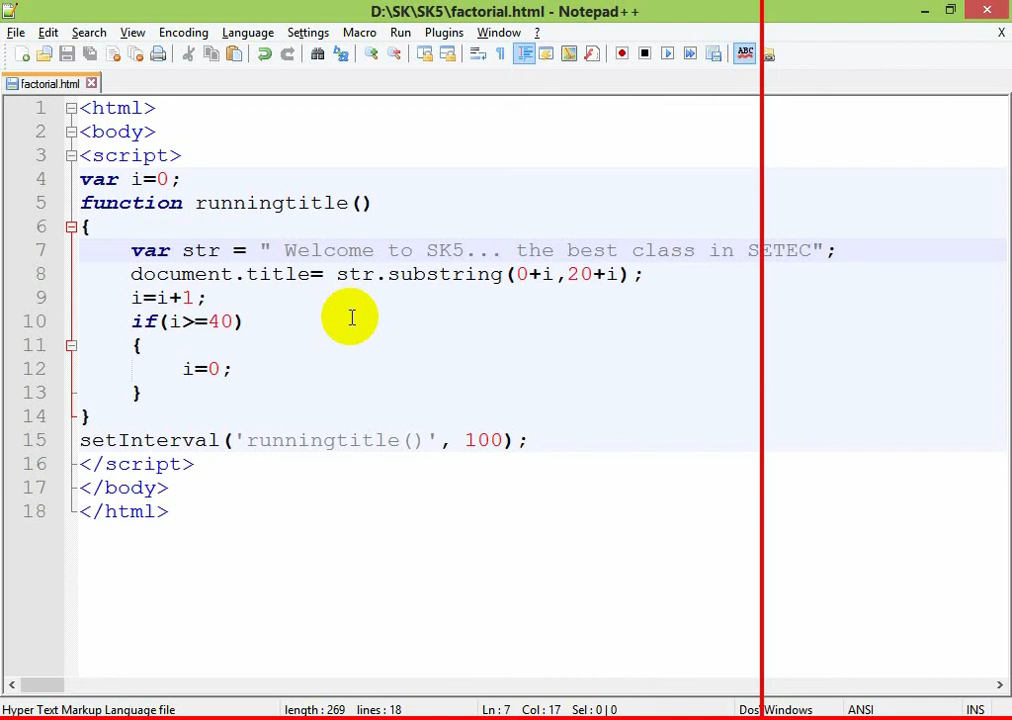 D:\SK\SK5\factorial.html - Notepad++
File Edit Search View Encoding Language Settings Macro Run Plugins Window ? X
ABC
factorial.html
1 <html>
2 <body>
3 <script>
4 var i=0;
5 function runningtitle()
6 {
7 var str = " Welcome to SK5... the best class in SETEC";
8 document.title= str.substring(0+i,20+i);
9 i=i+1;
10 if(i>=40)
11 {
12 i=0;
13 }
14 }
15 setInterval('runningtitle()', 100);
16 </script>
17 </body>
18 </html>
Hyper Text Markup Language file length : 269 lines : 18 Ln : 7 Col : 17 Sel : 0 | 0 Dos\Windows ANSI INS